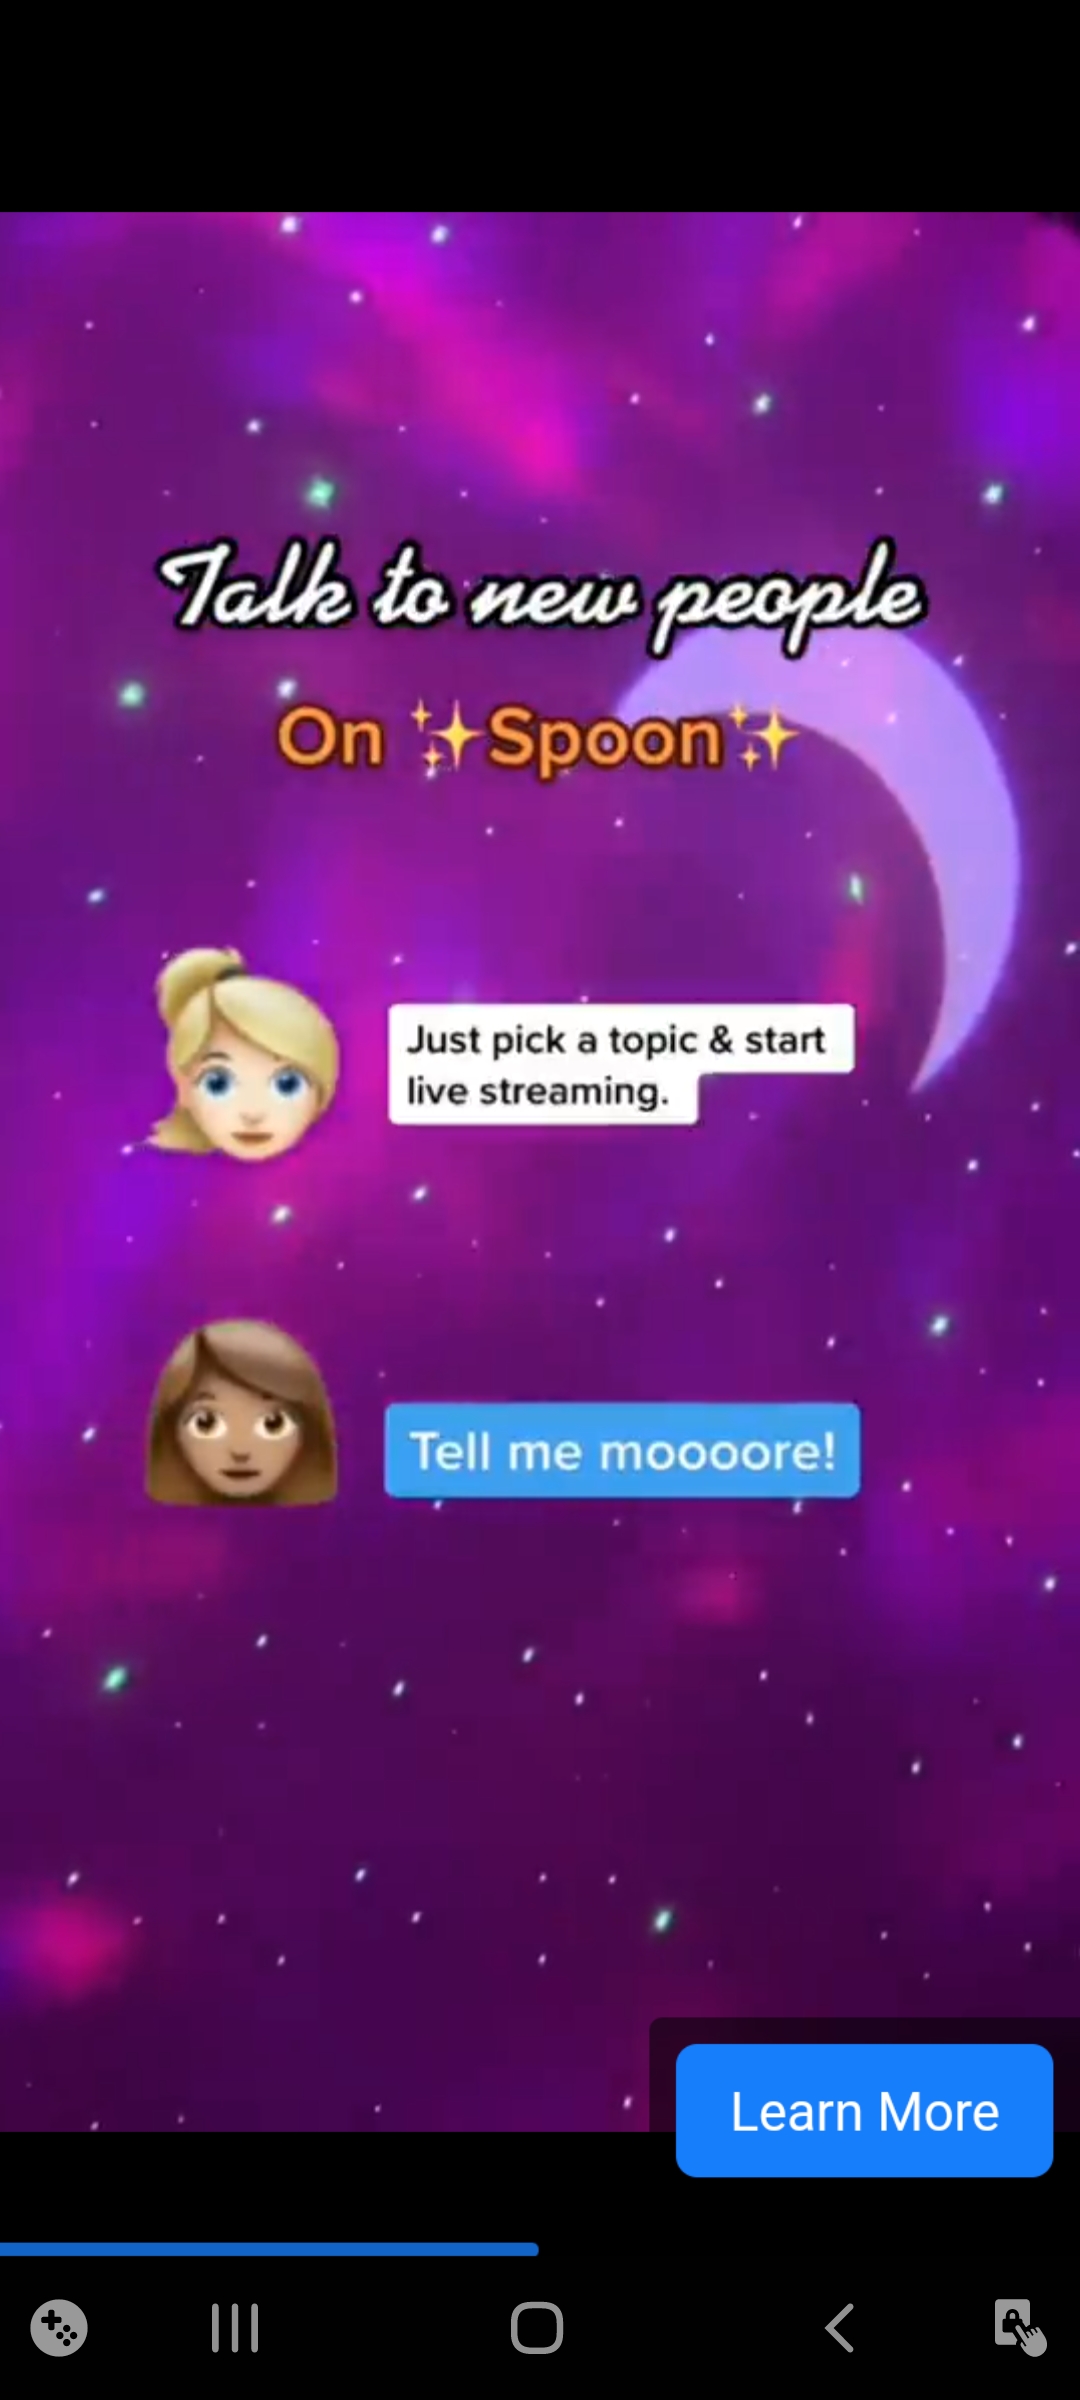 Talk to new people
On ✨Spoon✨
Just pick a topic & start
live streaming.
Tell me moooore!
Learn More